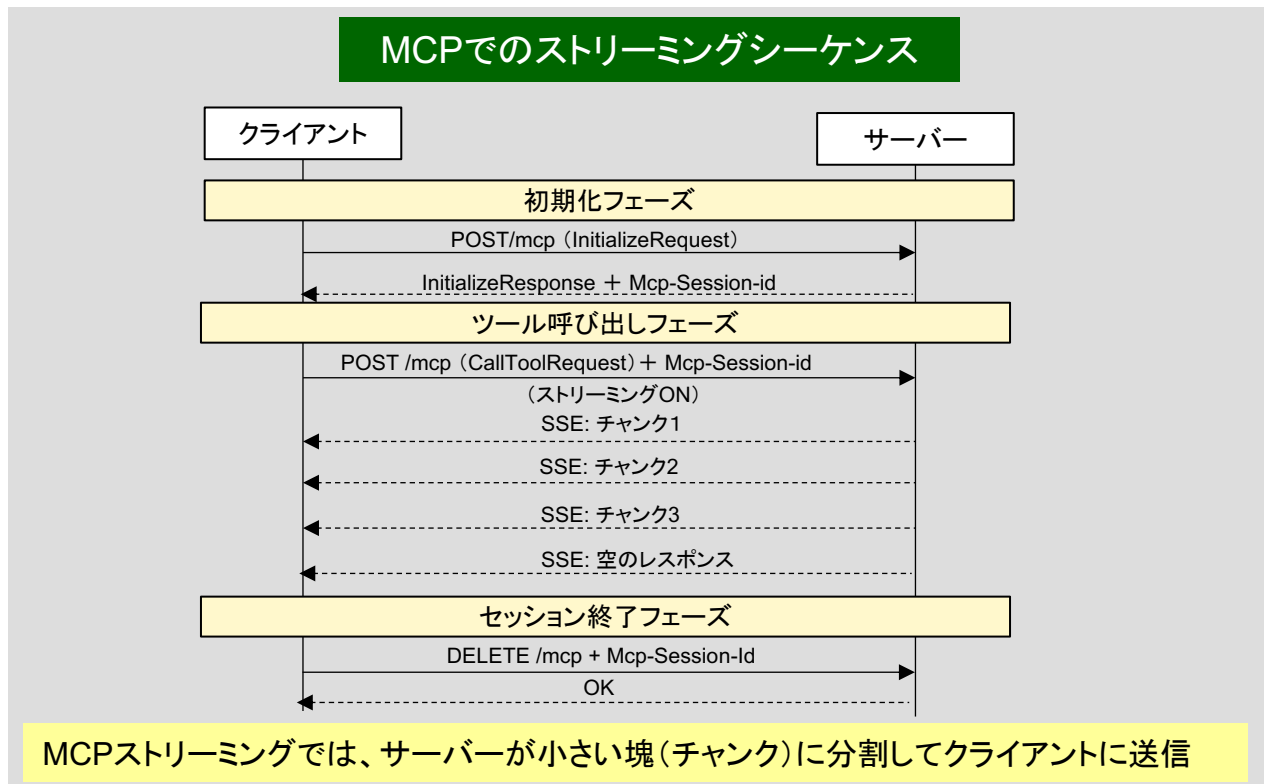 MCPでのストリーミングシーケンス
クライアント
サーバー
初期化フェーズ
POST/mcp（InitializeRequest）
InitializeResponse ＋ Mcp-Session-id
ツール呼び出しフェーズ
POST /mcp（CallToolRequest）＋ Mcp-Session-id
（ストリーミングON）
SSE: チャンク1
SSE: チャンク2
SSE: チャンク3
SSE: 空のレスポンス
セッション終了フェーズ
DELETE /mcp + Mcp-Session-Id
OK
MCPストリーミングでは、サーバーが小さい塊（チャンク）に分割してクライアントに送信